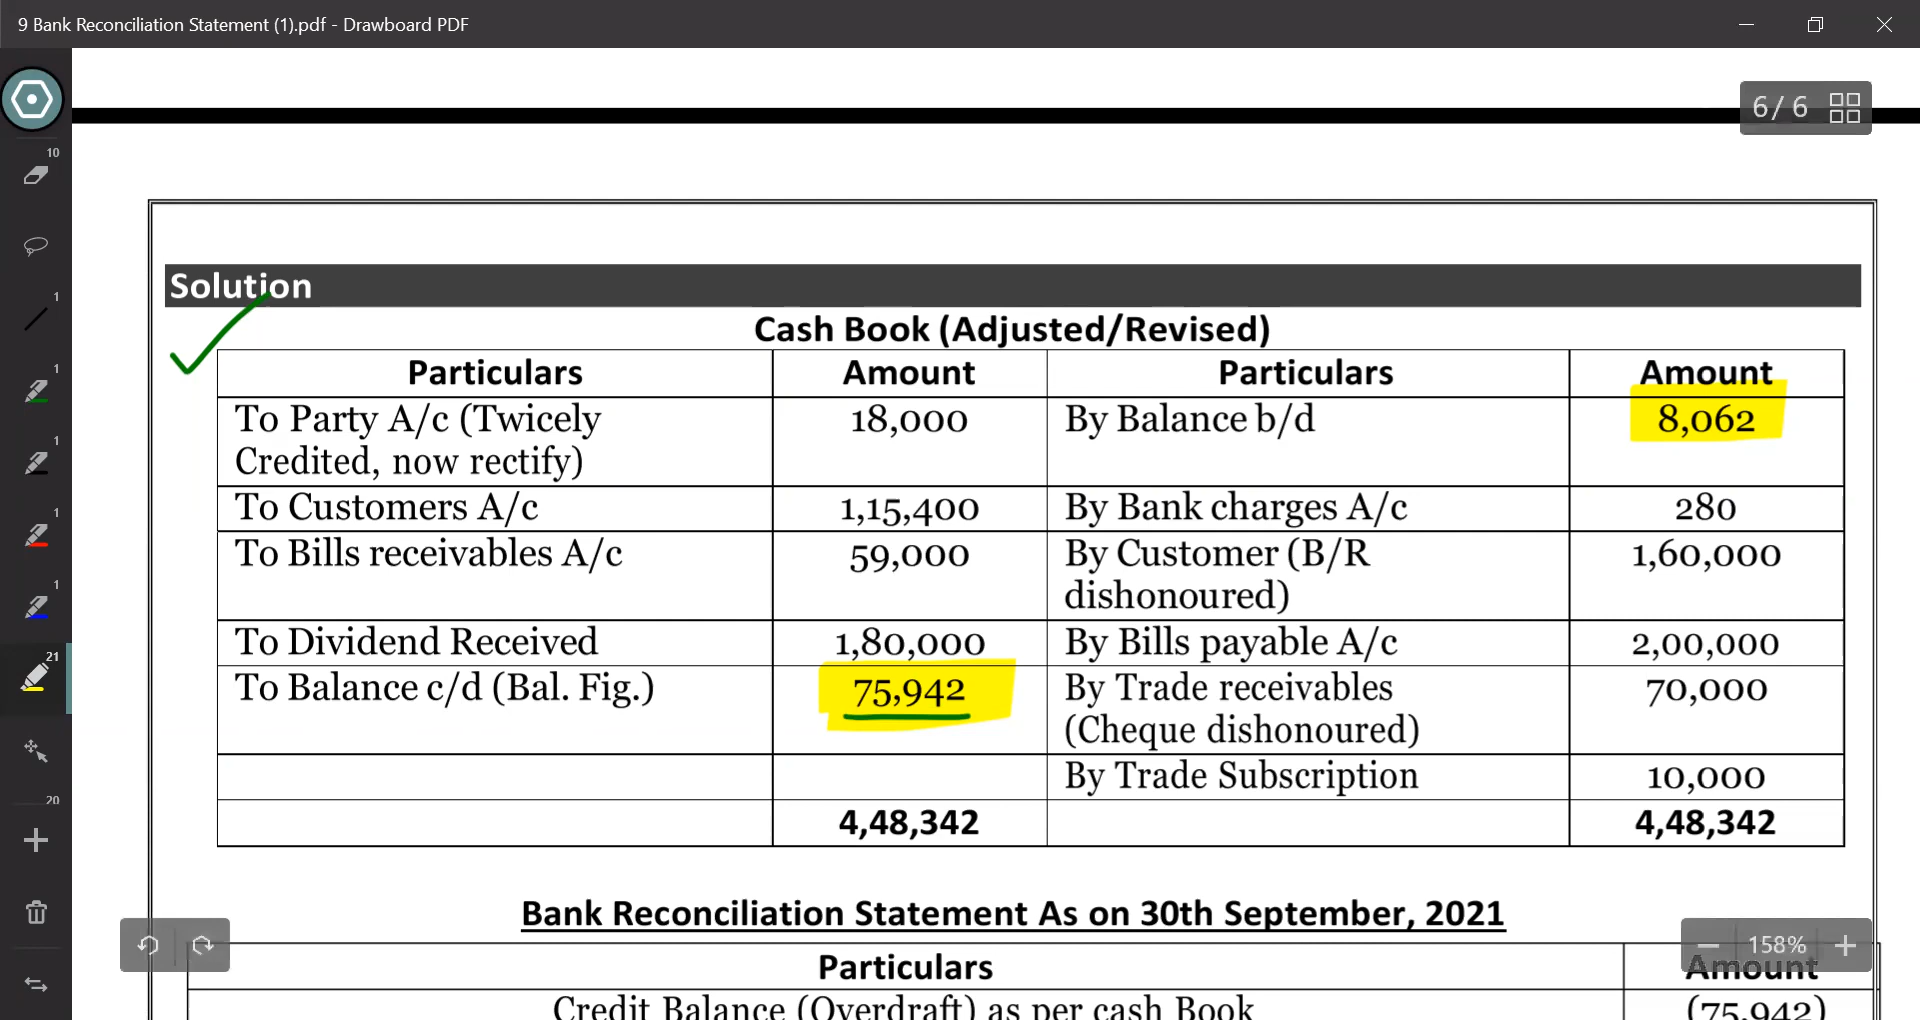 9 Bank Reconciliation Statement (1).pdf - Drawboard PDF
6/6
10
1
1
1
1
1
21
20
Solution
Cash Book (Adjusted/Revised)
Particulars Amount Particulars Amount
To Party A/c (Twicely 18,000 By Balance b/d 8,062
Credited, now rectify)
To Customers A/c 1,15,400 By Bank charges A/c 280
To Bills receivables A/c 59,000 By Customer (B/R 1,60,000
dishonoured)
To Dividend Received 1,80,000 By Bills payable A/c 2,00,000
To Balance c/d (Bal. Fig.) 75,942 By Trade receivables 70,000
(Cheque dishonoured)
By Trade Subscription 10,000
4,48,342 4,48,342
Bank Reconciliation Statement As on 30th September, 2021
158%
Particulars Amount
Credit Balance (Overdraft) as per cash Book (75,942)